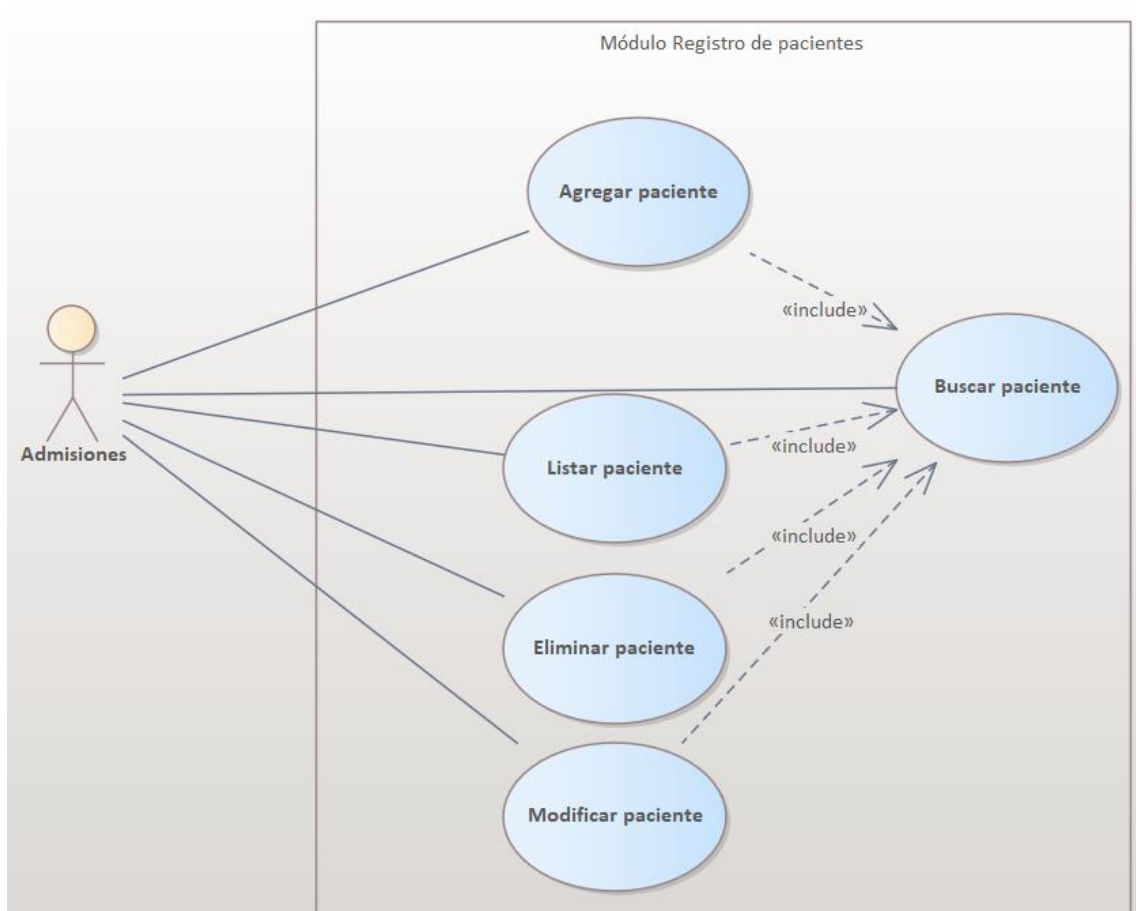 Módulo Registro de pacientes
Agregar paciente
«include»
Buscar paciente
Admisiones
Listar paciente
«include»
«include»
Eliminar paciente
«include»
Modificar paciente